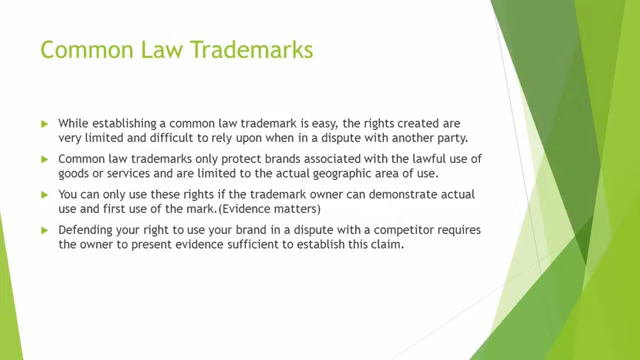 Common Law Trademarks
While establishing a common law trademark is easy, the rights created are
very limited and difficult to rely upon when in a dispute with another party.
Common law trademarks only protect brands associated with the lawful use of
goods or services and are limited to the actual geographic area of use.
You can only use these rights if the trademark owner can demonstrate actual
use and first use of the mark.(Evidence matters)
Defending your right to use your brand in a dispute with a competitor requires
the owner to present evidence sufficient to establish this claim.